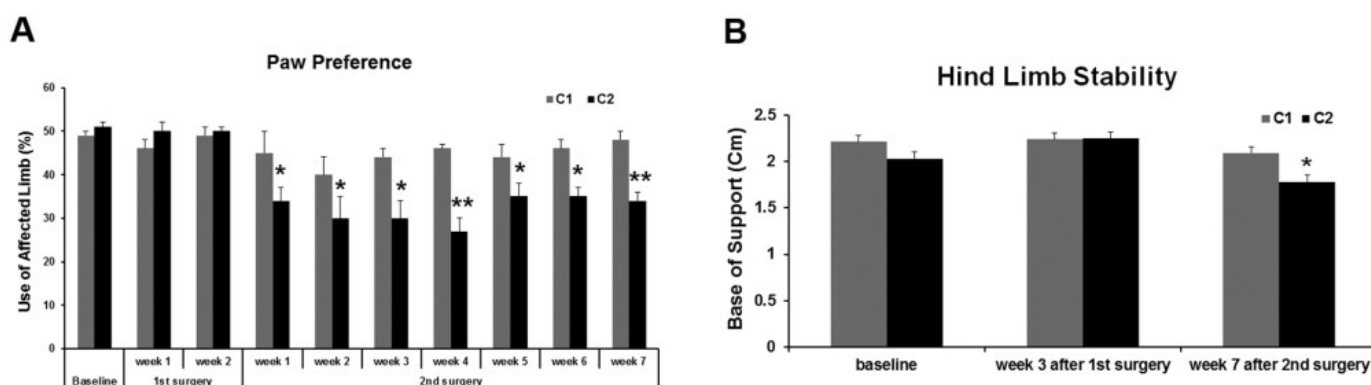 A
Paw Preference
C1 C2
Use of Affected Limb (%)
60
50
40
30
20
10
0
* * * ** * * **
week 1 week 2 week 1 week 2 week 3 week 4 week 5 week 6 week 7
Baseline 1st surgery 2nd surgery
B
Hind Limb Stability
C1 C2
Base of Support (Cm)
2.5
2
1.5
1
0.5
0
*
baseline week 3 after 1st surgery week 7 after 2nd surgery